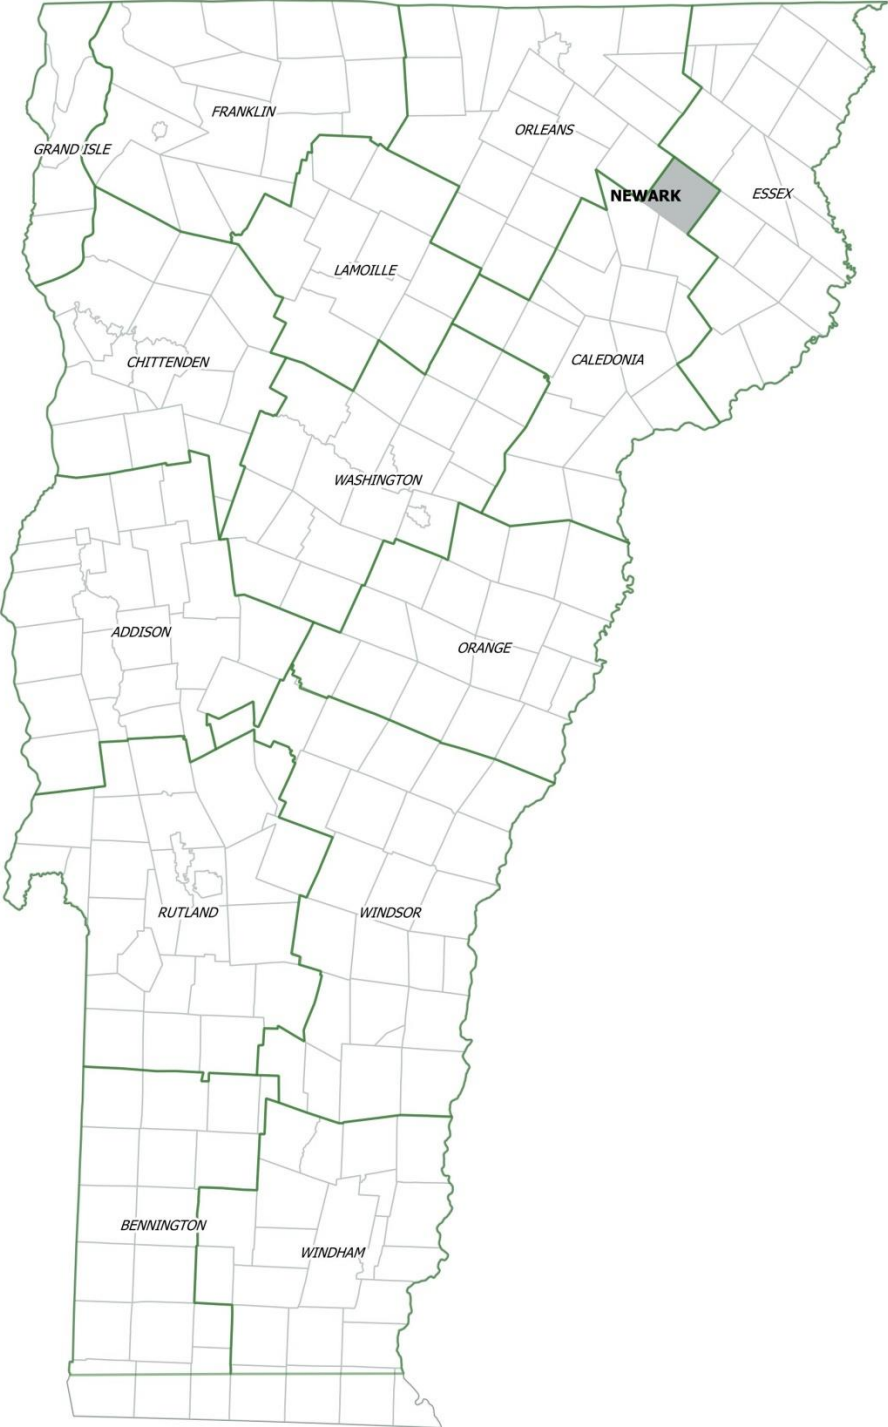 FRANKLIN
ORLEANS
GRAND ISLE
NEWARK
ESSEX
LAMOILLE
CHITTENDEN
CALEDONIA
WASHINGTON
ADDISON
ORANGE
RUTLAND
WINDSOR
BENNINGTON
WINDHAM